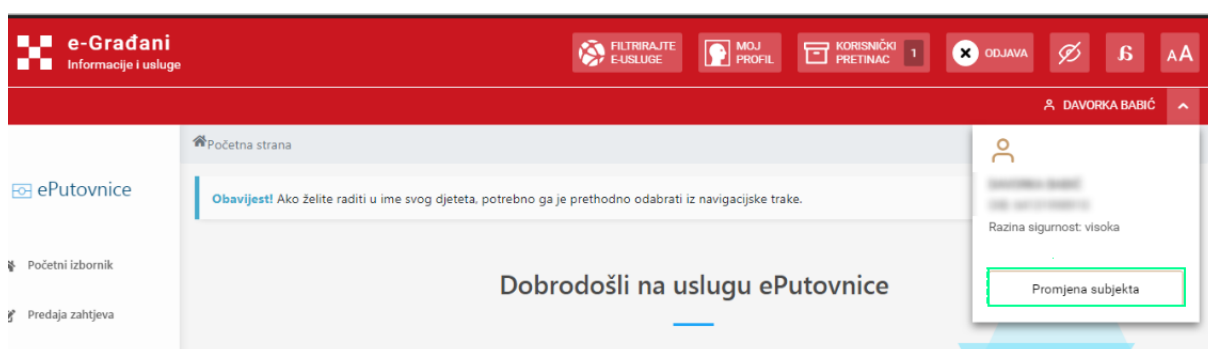 e-Građani
Informacije i usluge
FILTRIRAJTE
E-USLUGE
MOJ
PROFIL
KORISNIČKI
PRETINAC
1
ODJAVA
AA
DAVORKA BABIĆ
Početna strana
ePutovnice
Obavijest! Ako želite raditi u ime svog djeteta, potrebno ga je prethodno odabrati iz navigacijske trake.
Razina sigurnost: visoka
Promjena subjekta
Početni izbornik
Dobrodošli na uslugu ePutovnice
Predaja zahtjeva